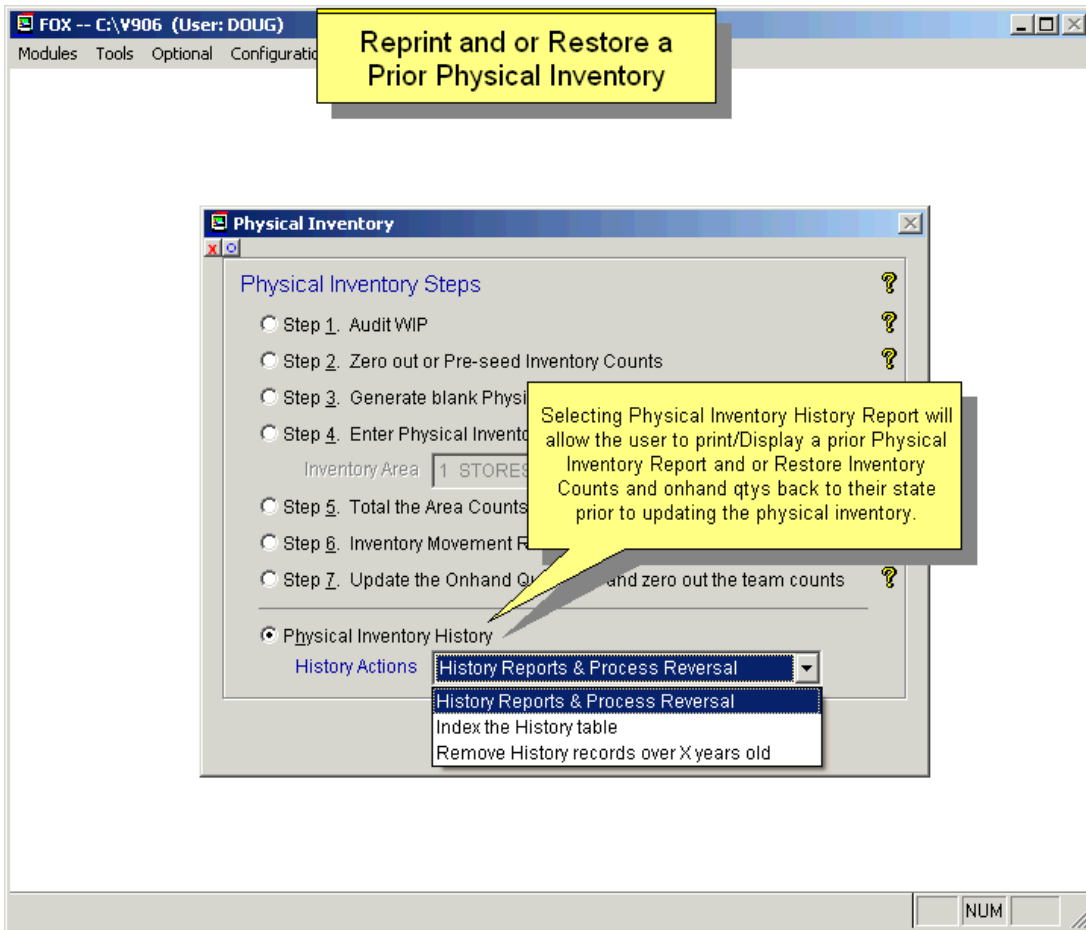 FOX -- C:\V906 (User: DOUG)
Modules Tools Optional
Reprint and or Restore a
Prior Physical Inventory
Physical Inventory
Physical Inventory Steps
Step 1. Audit WIP
Step 2. Zero out or Pre-seed Inventory Counts
Step 3. Generate blank
Step 4. Enter
Inventory Area 1 STORES
Step 5. Total the Area Counts
Step 6. Inventory Movement
Step 7. Update the Onhand and zero out the team counts
Selecting Physical Inventory History Report will
allow the user to print/Display a prior Physical
Inventory Report and or Restore Inventory
Counts and onhand qtys back to their state
prior to updating the physical inventory.
Physical Inventory History
History Actions History Reports & Process Reversal
History Reports & Process Reversal
Index the History table
Remove History records over X years old
NUM